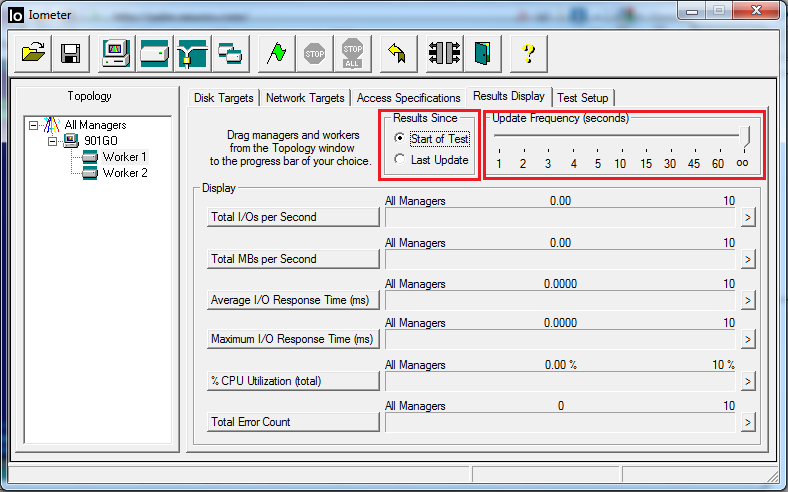 Io Iometer
STOP
STOP ALL
?
Topology
All Managers
901GO
Worker 1
Worker 2
Disk Targets
Network Targets
Access Specifications
Results Display
Test Setup
Drag managers and workers
from the Topology window
to the progress bar of your choice.
Results Since
Start of Test
Last Update
Update Frequency (seconds)
1 2 3 4 5 10 15 30 45 60 oo
Display
All Managers 0.00 10
Total I/Os per Second >
All Managers 0.00 10
Total MBs per Second >
All Managers 0.0000 10
Average I/O Response Time (ms) >
All Managers 0.0000 10
Maximum I/O Response Time (ms) >
All Managers 0.00 % 10 %
% CPU Utilization (total) >
All Managers 0 10
Total Error Count >